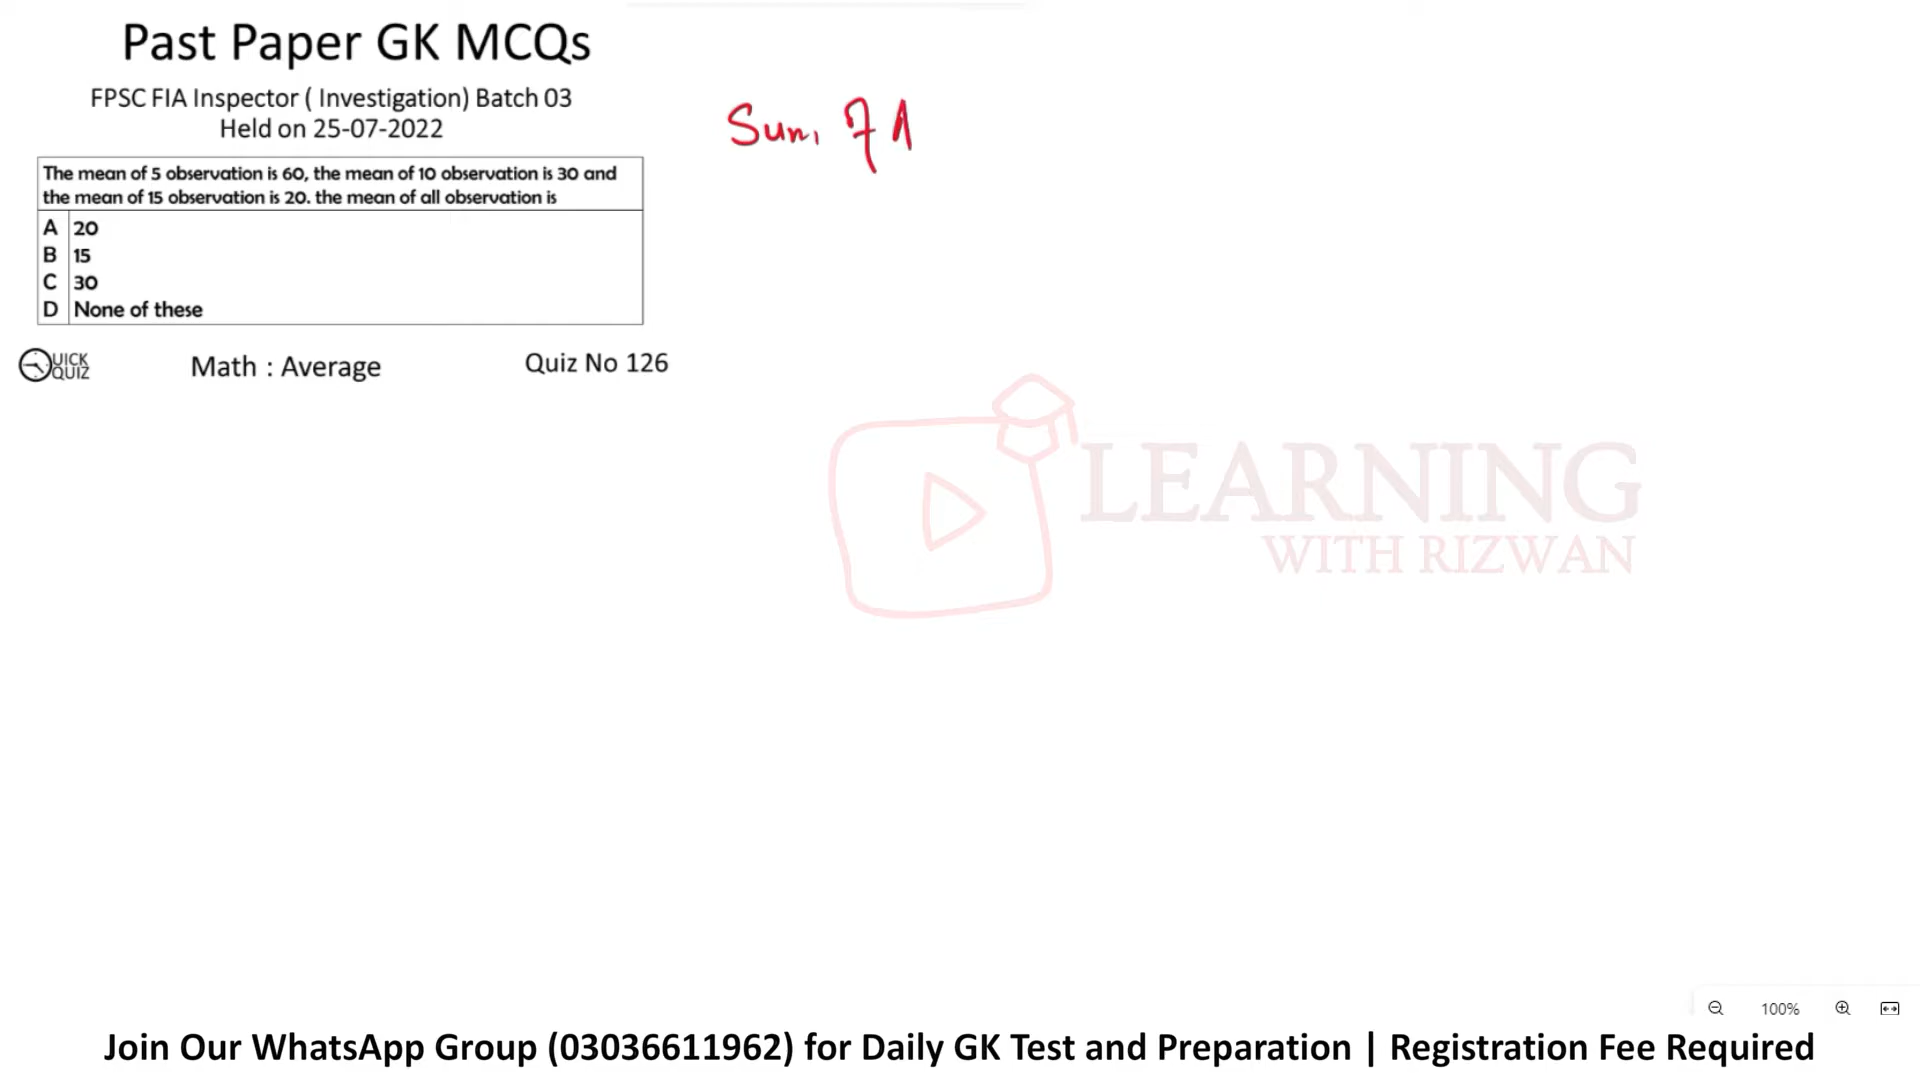 Past Paper GK MCQs
FPSC FIA Inspector ( Investigation) Batch 03
Held on 25-07-2022
The mean of 5 observation is 60, the mean of 10 observation is 30 and
the mean of 15 observation is 20. the mean of all observation is
A 20
B 15
C 30
D None of these
QUICK
QUIZ
Math : Average
Quiz No 126
Sum of A
LEARNING
WITH RIZWAN
100%
Join Our WhatsApp Group (03036611962) for Daily GK Test and Preparation | Registration Fee Required